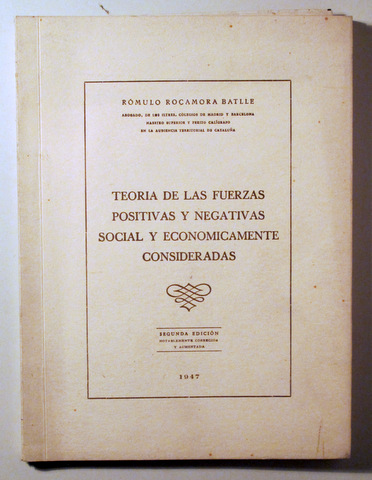 RÓMULO ROCAMORA BATLLE
ABOGADO, DE LOS ILTRES. COLEGIOS DE MADRID Y BARCELONA
MAESTRO SUPERIOR Y PERITO CALÍGRAFO
EN LA AUDIENCIA TERRITORIAL DE CATALUÑA
TEORIA DE LAS FUERZAS
POSITIVAS Y NEGATIVAS
SOCIAL Y ECONOMICAMENTE
CONSIDERADAS
SEGUNDA EDICIÓN
NOTABLEMENTE CORREGIDA
Y AUMENTADA
1947